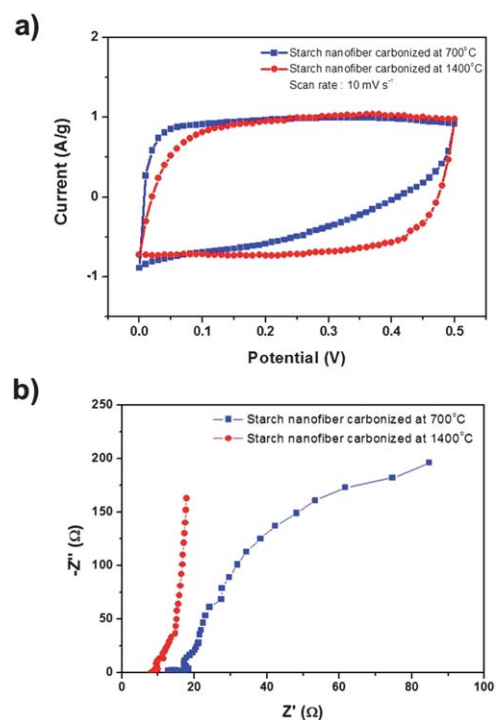 a)
2
1
0
-1
Current (A/g)
Starch nanofiber carbonized at 700°C
Starch nanofiber carbonized at 1400°C
Scan rate : 10 mV s⁻¹
0.0 0.1 0.2 0.3 0.4 0.5
Potential (V)
b)
250
200
150
100
50
0
-Z'' (Ω)
Starch nanofiber carbonized at 700°C
Starch nanofiber carbonized at 1400°C
0 20 40 60 80 100
Z' (Ω)